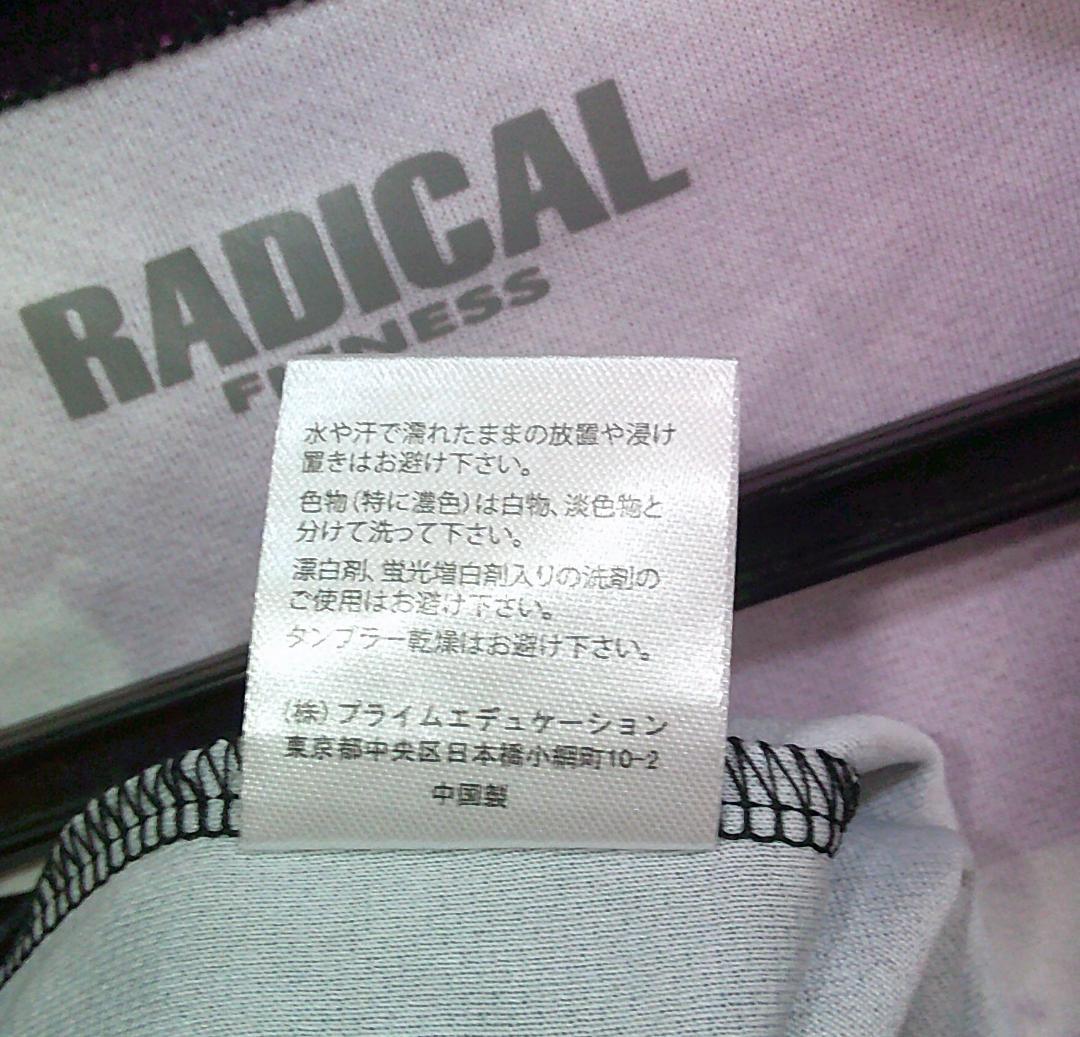 RADICAL
FITNESS
水や汗で濡れたままの放置や浸け
置きはお避け下さい。
色物(特に濃色)は白物、淡色物と
分けて洗って下さい。
漂白剤、蛍光増白剤入りの洗剤の
ご使用はお避け下さい。
タンブラー乾燥はお避け下さい。
(株)プライムエデュケーション
東京都中央区日本橋小網町10-2
中国製